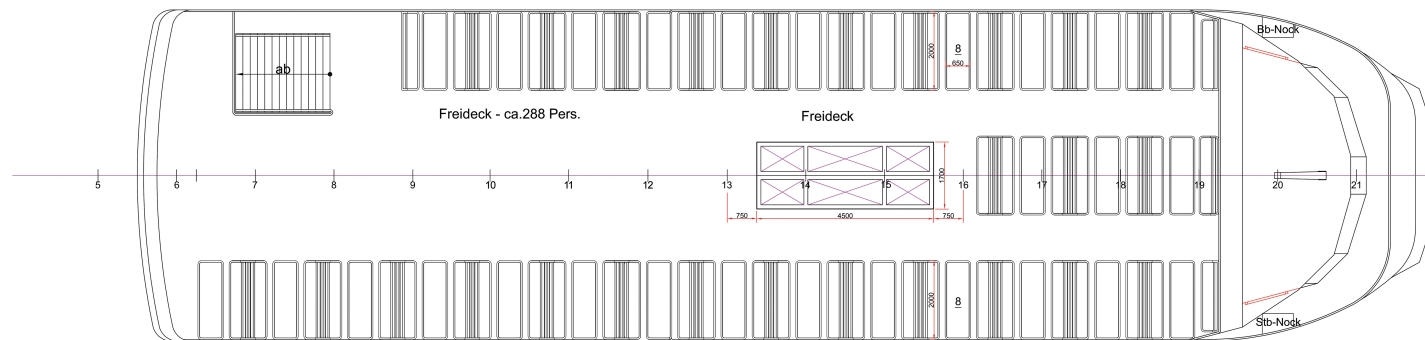 Bb-Nock
ab
2000
8
650
Freideck - ca.288 Pers.
Freideck
1700
5 6 7 8 9 10 11 12 13 14 15 16 17 18 19 20 21
750 4500 750
2000
8
Stb-Nock